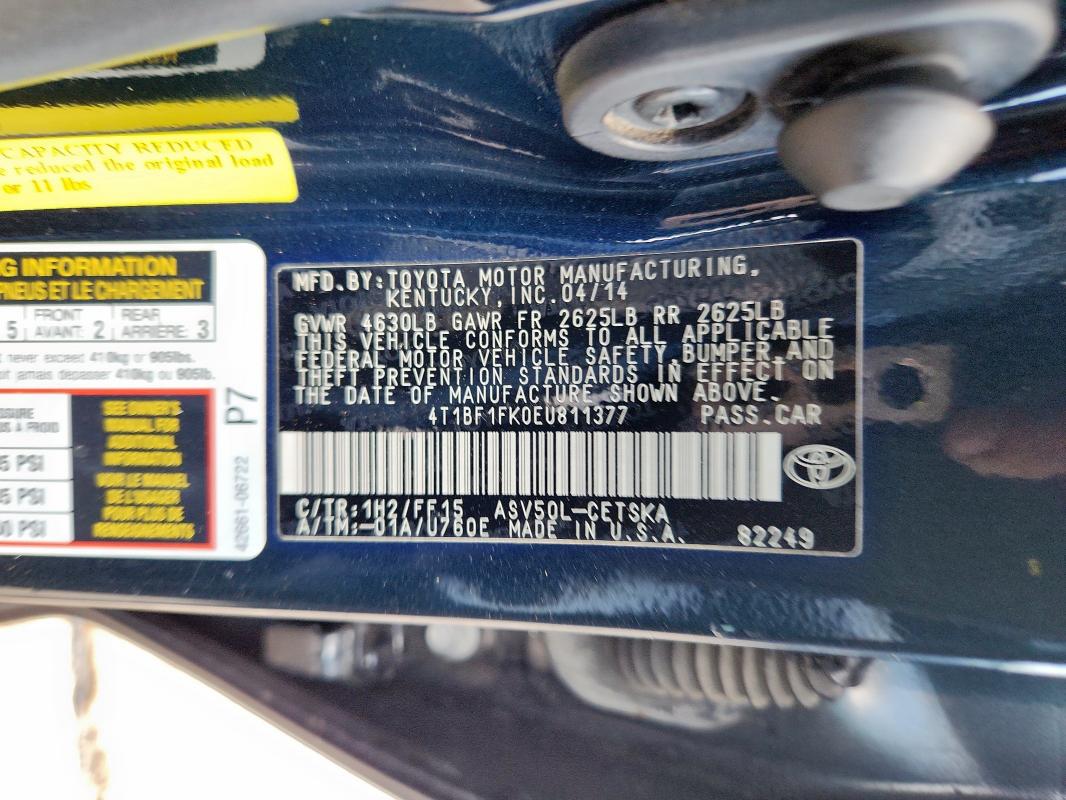 CAPACITY REDUCED
reduced the original load
or 11 lbs
G INFORMATION
PNEUS ET LE CHARGEMENT
5 FRONT AVANT: 2 REAR ARRIÈRE: 3
never exceed 410kg or 905lbs.
jamais depasser 410kg ou 905lb.
À FROID
PSI
PSI
PSI
SEE OWNER'S
MANUAL FOR
ADDITIONAL
INFORMATION
VOIR LE MANUEL
DE L'USAGER
POUR PLUS DE
RENSEIGNEMENTS
P7
42661-06722
MFD.BY:TOYOTA MOTOR MANUFACTURING,
KENTUCKY,INC.04/14
GVWR 4630LB GAWR FR 2625LB RR 2625LB
THIS VEHICLE CONFORMS TO ALL APPLICABLE
FEDERAL MOTOR VEHICLE SAFETY,BUMPER,AND
THEFT PREVENTION STANDARDS IN EFFECT ON
THE DATE OF MANUFACTURE SHOWN ABOVE.
4T1BF1FK0EU811377 PASS.CAR
C/TR:1H2/FF15 ASV50L-CETSKA
A/TM:-01A/U760E MADE IN U.S.A. 82249